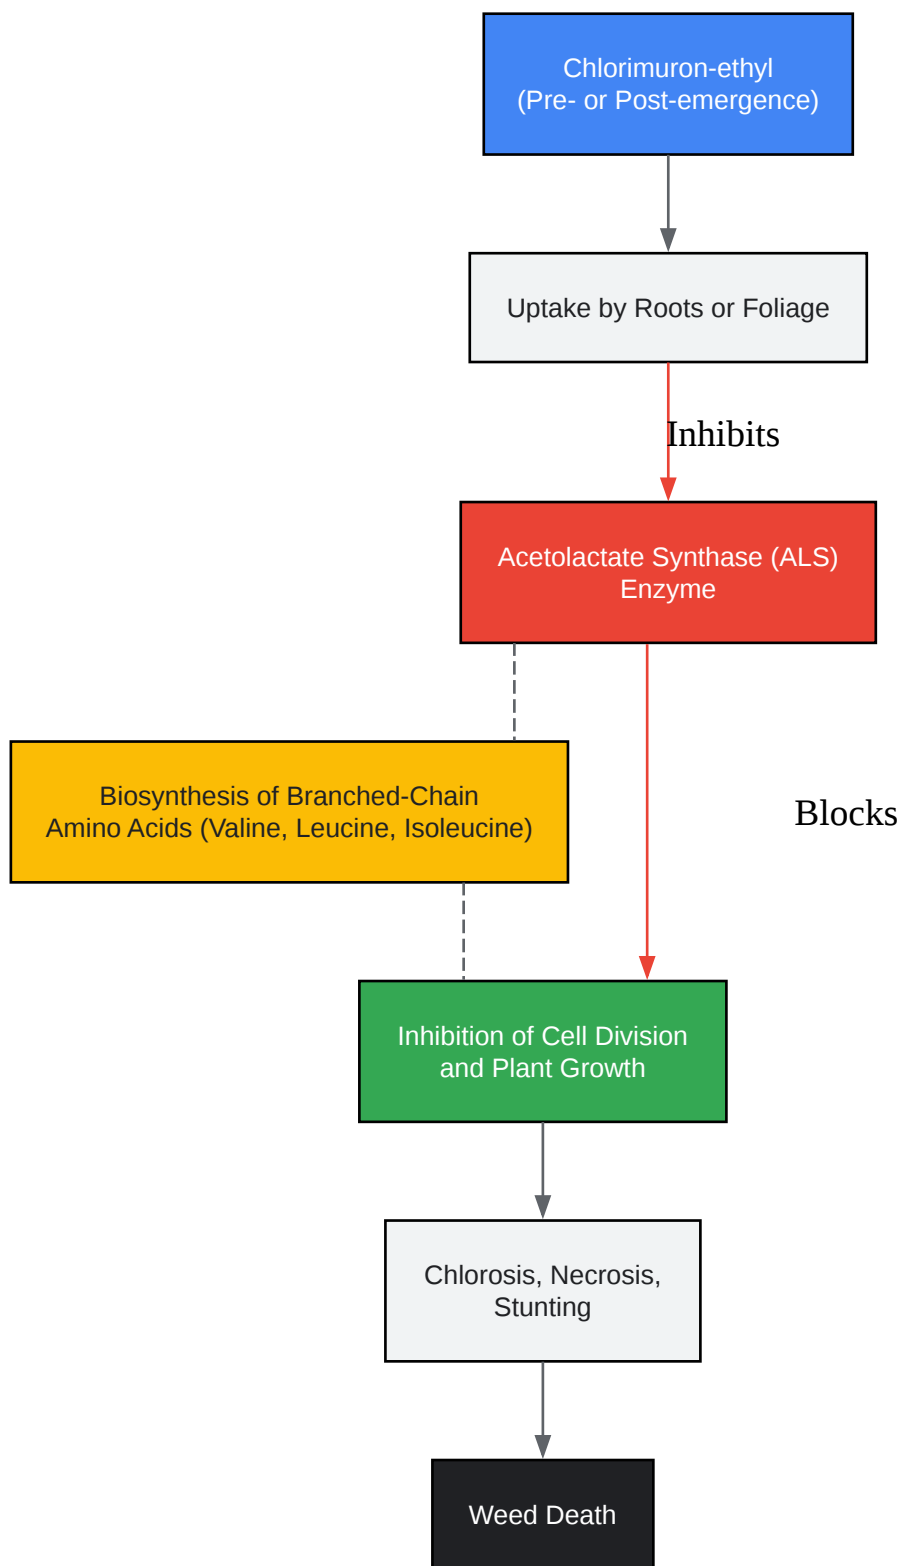 Chlorimuron-ethyl
(Pre- or Post-emergence)
Uptake by Roots or Foliage
Inhibits
Acetolactate Synthase (ALS)
Enzyme
Biosynthesis of Branched-Chain
Amino Acids (Valine, Leucine, Isoleucine)
Blocks
Inhibition of Cell Division
and Plant Growth
Chlorosis, Necrosis,
Stunting
Weed Death